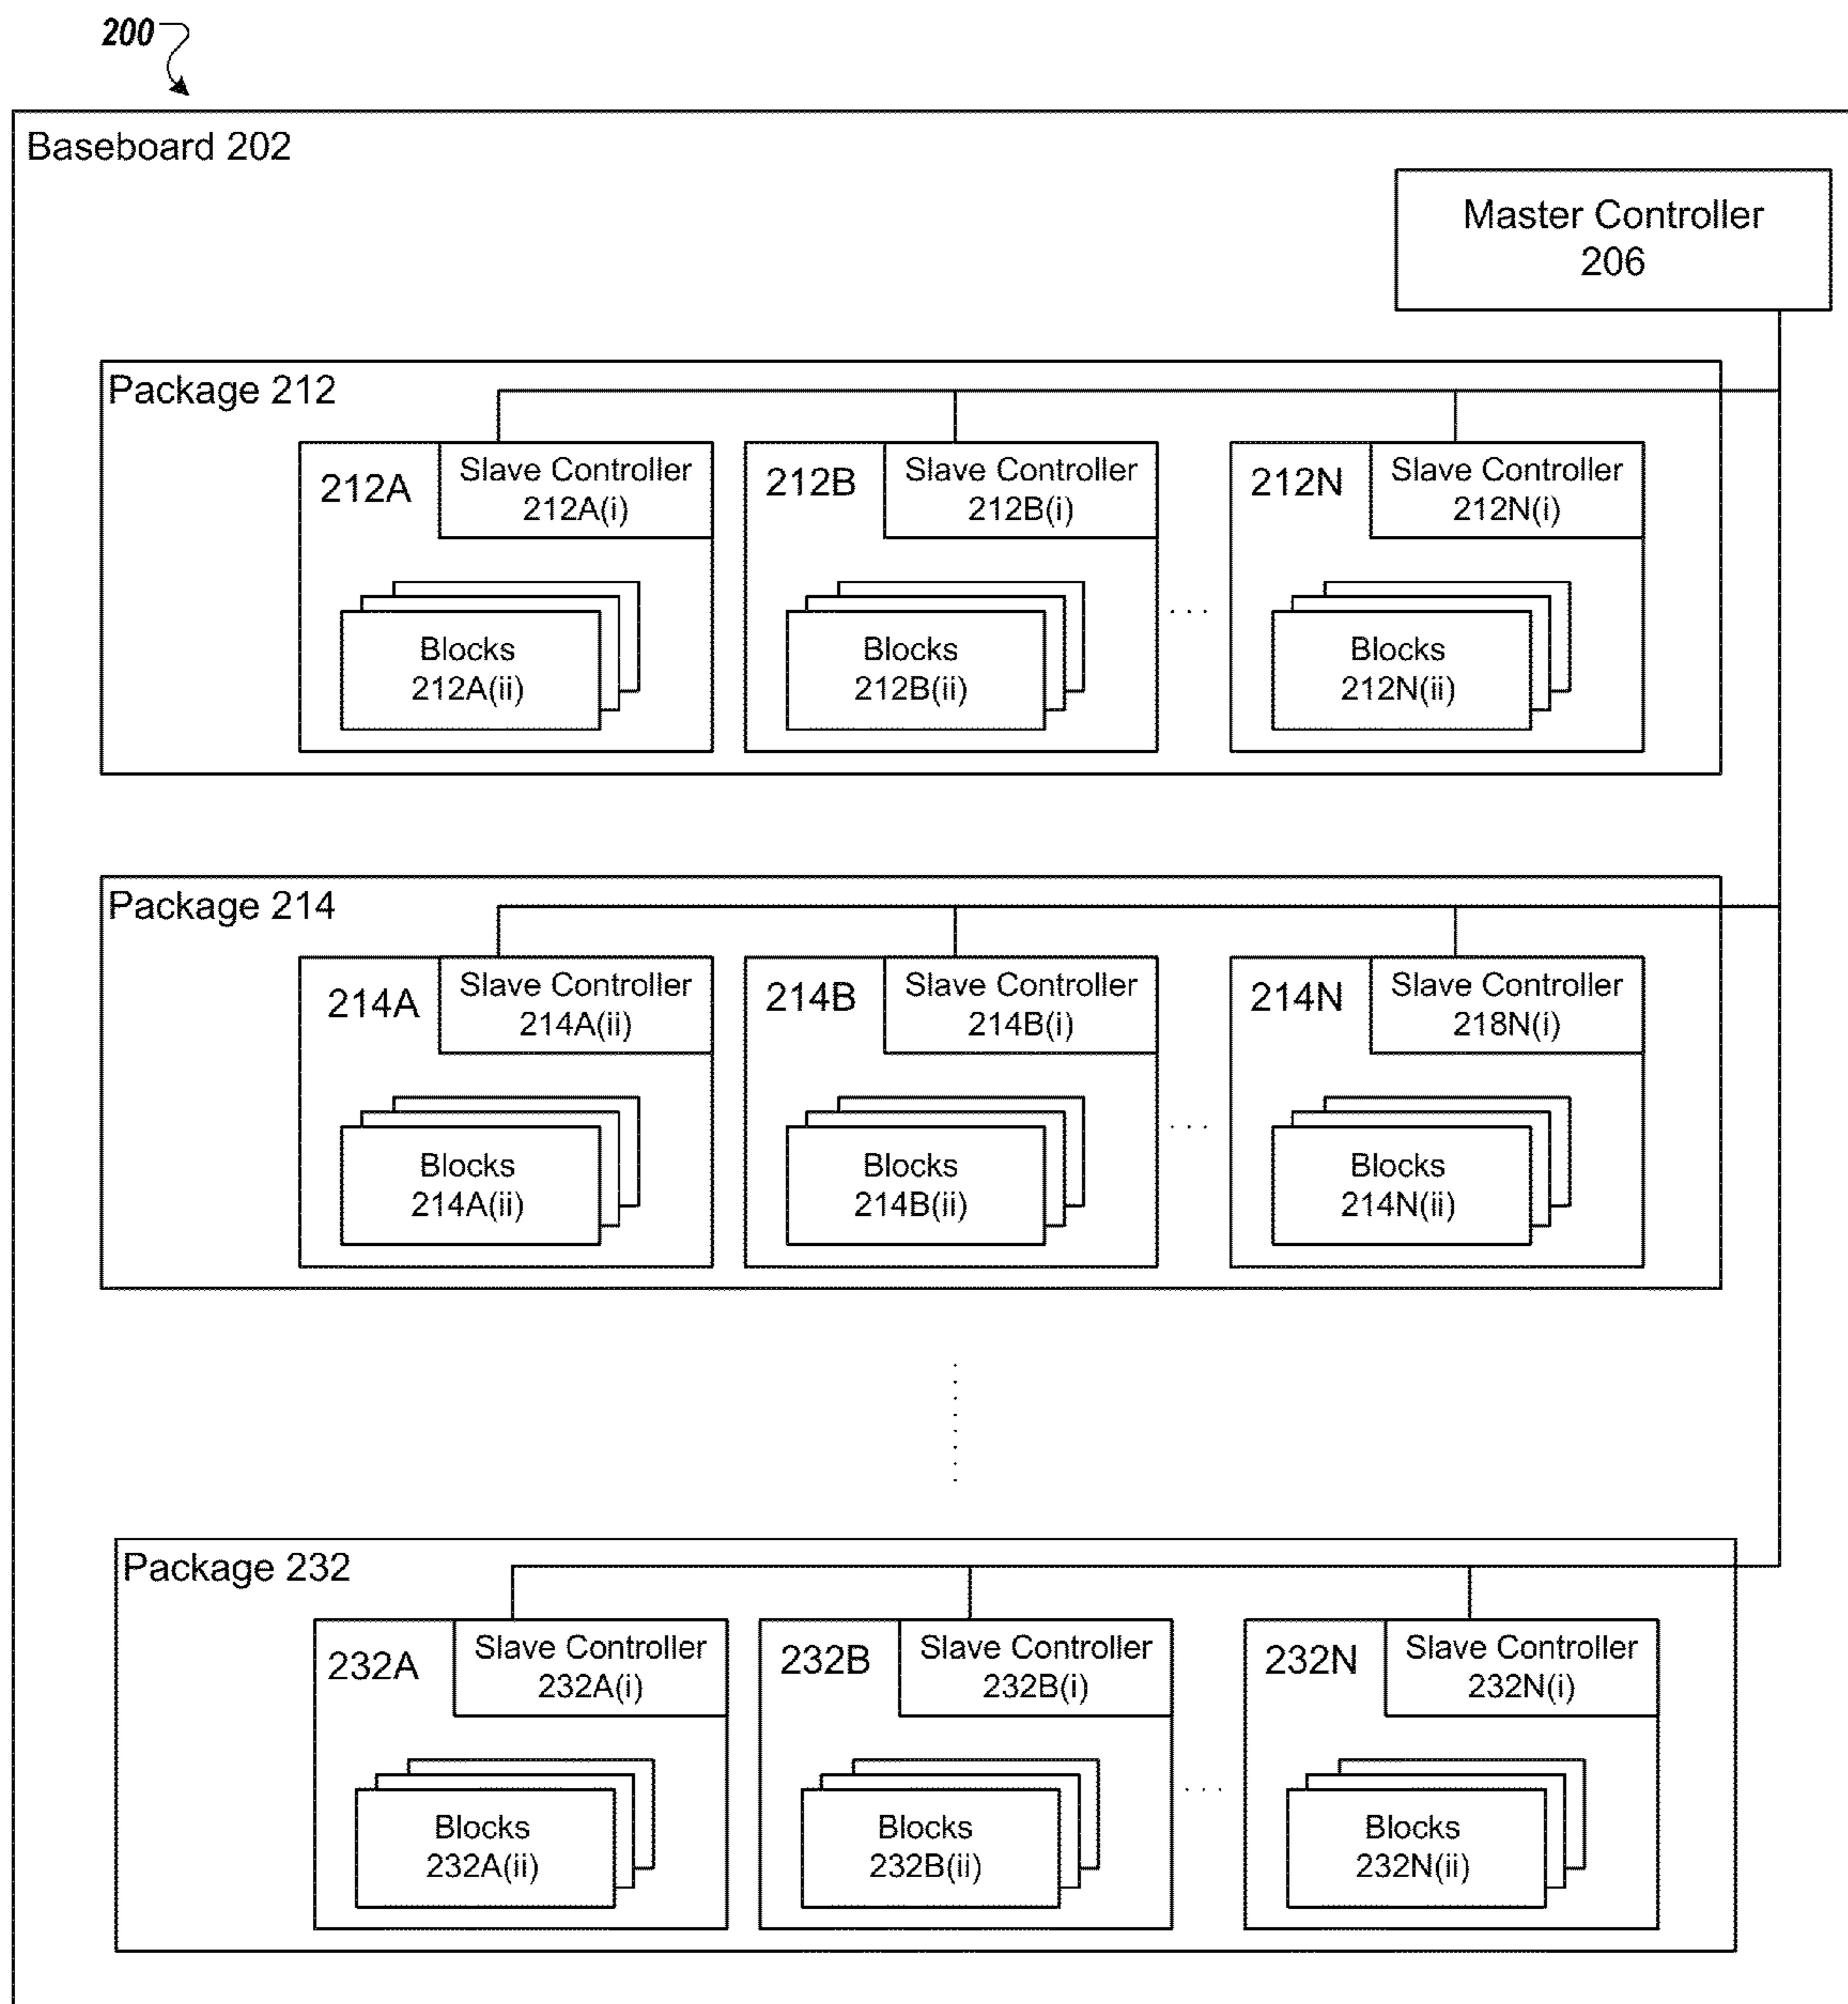 200
Baseboard 202
Master Controller
206
Package 212
212A
Slave Controller
212A(i)
212B
Slave Controller
212B(i)
212N
Slave Controller
212N(i)
Blocks
212A(ii)
Blocks
212B(ii)
. . .
Blocks
212N(ii)
Package 214
214A
Slave Controller
214A(ii)
214B
Slave Controller
214B(i)
214N
Slave Controller
218N(i)
Blocks
214A(ii)
Blocks
214B(ii)
. . .
Blocks
214N(ii)
Package 232
232A
Slave Controller
232A(i)
232B
Slave Controller
232B(i)
232N
Slave Controller
232N(i)
Blocks
232A(ii)
Blocks
232B(ii)
. . .
Blocks
232N(ii)